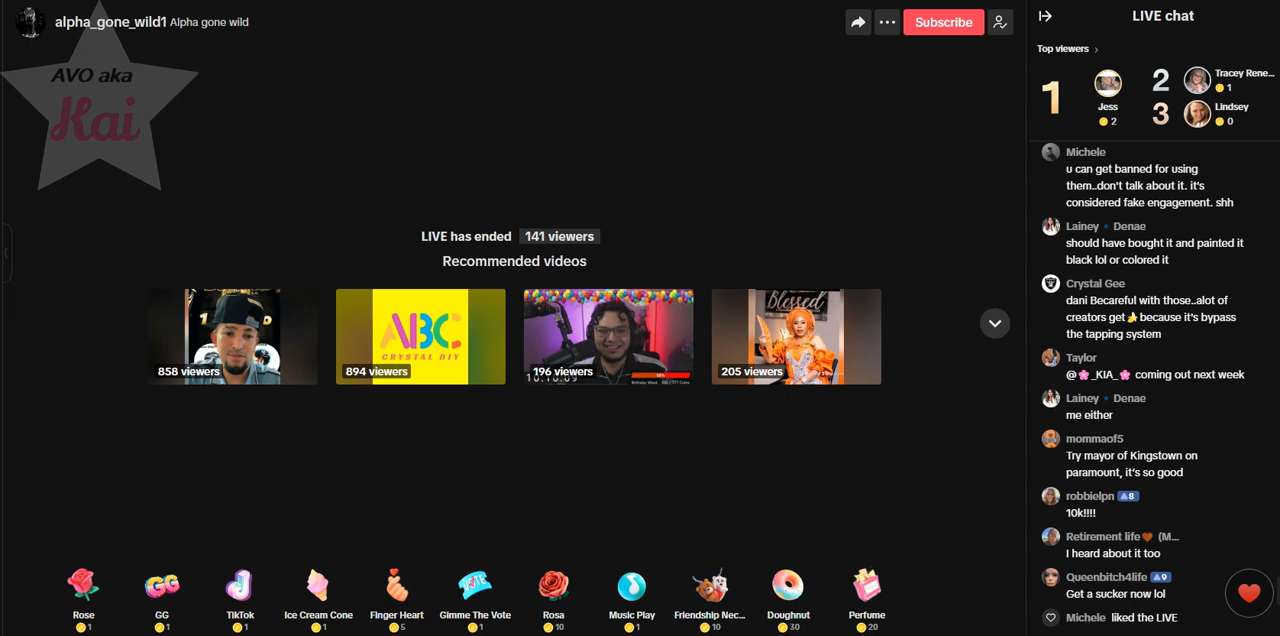 alpha_gone_wild1 Alpha gone wild
Subscribe
AVO aka
Kai
LIVE has ended 141 viewers
Recommended videos
858 viewers
ABC
CRYSTAL DIY
894 viewers
196 viewers
Blessed
205 viewers
Rose
1
GG
GG
1
TikTok
1
Ice Cream Cone
1
Finger Heart
5
VOTE
Gimme The Vote
1
Rosa
10
Music Play
1
Friendship Nec...
10
Doughnut
30
Perfume
20
LIVE chat
Top viewers
1
Jess
2
2
Tracey Rene...
1
3
Lindsey
0
Michele
u can get banned for using
them..don't talk about it. it's
considered fake engagement. shh
Lainey Denae
should have bought it and painted it
black lol or colored it
Crystal Gee
dani Becareful with those..alot of
creators get 🍌 because it's bypass
the tapping system
Taylor
@🌸_KIA_🌸 coming out next week
Lainey Denae
me either
mommaof5
Try mayor of Kingstown on
paramount, it's so good
robbielpn 8
10k!!!!
Retirement life🤎 (M...
I heard about it too
Queenbitch4life 9
Get a sucker now lol
Michele liked the LIVE